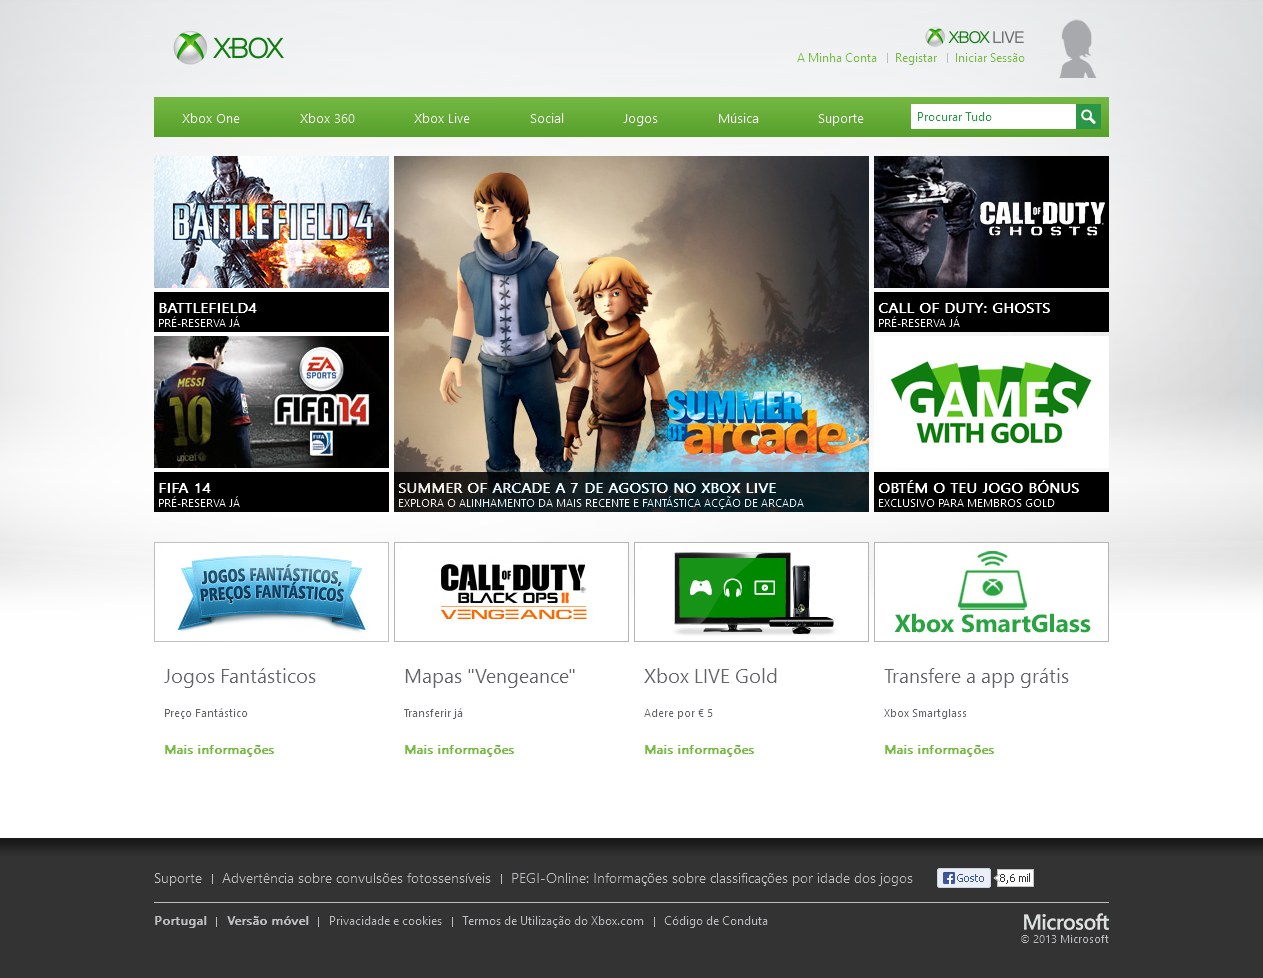 XBOX
XBOX LIVE
A Minha Conta | Registar | Iniciar Sessão
Xbox One
Xbox 360
Xbox Live
Social
Jogos
Música
Suporte
Procurar Tudo
BATTLEFIELD 4
BATTLEFIELD4
PRÉ-RESERVA JÁ
MESSI
10
unicef
EA
SPORTS
FIFA 14
FIFA
FIFA 14
PRÉ-RESERVA JÁ
SUMMER
OF arcade
SUMMER OF ARCADE A 7 DE AGOSTO NO XBOX LIVE
EXPLORA O ALINHAMENTO DA MAIS RECENTE E FANTÁSTICA ACÇÃO DE ARCADA
CALL OF DUTY
GHOSTS
CALL OF DUTY: GHOSTS
PRÉ-RESERVA JÁ
GAMES
WITH GOLD
OBTÉM O TEU JOGO BÓNUS
EXCLUSIVO PARA MEMBROS GOLD
JOGOS FANTÁSTICOS,
PREÇOS FANTÁSTICOS
Jogos Fantásticos
Preço Fantástico
Mais informações
CALL OF DUTY
BLACK OPS II
VENGEANCE
Mapas "Vengeance"
Transferir já
Mais informações
Xbox LIVE Gold
Adere por € 5
Mais informações
Xbox SmartGlass
Transfere a app grátis
Xbox Smartglass
Mais informações
Suporte | Advertência sobre convulsões fotossensíveis | PEGI-Online: Informações sobre classificações por idade dos jogos
Gosto
8,6 mil
Portugal | Versão móvel | Privacidade e cookies | Termos de Utilização do Xbox.com | Código de Conduta
Microsoft
© 2013 Microsoft